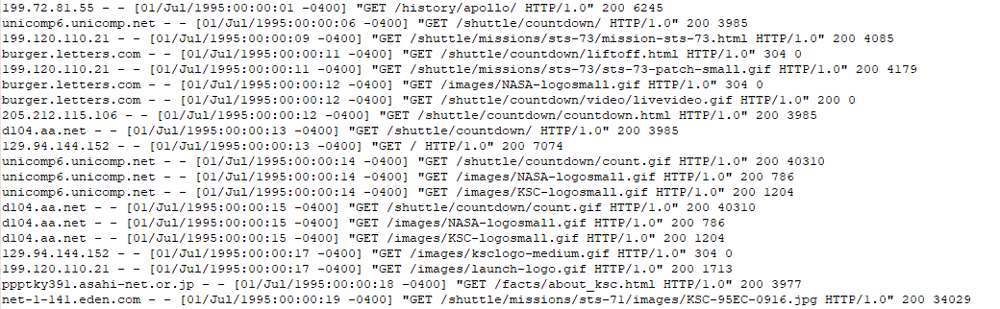 199.72.81.55 - - [01/Jul/1995:00:00:01 -0400] "GET /history/apollo/ HTTP/1.0" 200 6245
unicomp6.unicomp.net - - [01/Jul/1995:00:00:06 -0400] "GET /shuttle/countdown/ HTTP/1.0" 200 3985
199.120.110.21 - - [01/Jul/1995:00:00:09 -0400] "GET /shuttle/missions/sts-73/mission-sts-73.html HTTP/1.0" 200 4085
burger.letters.com - - [01/Jul/1995:00:00:11 -0400] "GET /shuttle/countdown/liftoff.html HTTP/1.0" 304 0
199.120.110.21 - - [01/Jul/1995:00:00:11 -0400] "GET /shuttle/missions/sts-73/sts-73-patch-small.gif HTTP/1.0" 200 4179
burger.letters.com - - [01/Jul/1995:00:00:12 -0400] "GET /images/NASA-logosmall.gif HTTP/1.0" 304 0
burger.letters.com - - [01/Jul/1995:00:00:12 -0400] "GET /shuttle/countdown/video/livevideo.gif HTTP/1.0" 200 0
205.212.115.106 - - [01/Jul/1995:00:00:12 -0400] "GET /shuttle/countdown/countdown.html HTTP/1.0" 200 3985
d104.aa.net - - [01/Jul/1995:00:00:13 -0400] "GET /shuttle/countdown/ HTTP/1.0" 200 3985
129.94.144.152 - - [01/Jul/1995:00:00:13 -0400] "GET / HTTP/1.0" 200 7074
unicomp6.unicomp.net - - [01/Jul/1995:00:00:14 -0400] "GET /shuttle/countdown/count.gif HTTP/1.0" 200 40310
unicomp6.unicomp.net - - [01/Jul/1995:00:00:14 -0400] "GET /images/NASA-logosmall.gif HTTP/1.0" 200 786
unicomp6.unicomp.net - - [01/Jul/1995:00:00:14 -0400] "GET /images/KSC-logosmall.gif HTTP/1.0" 200 1204
d104.aa.net - - [01/Jul/1995:00:00:15 -0400] "GET /shuttle/countdown/count.gif HTTP/1.0" 200 40310
d104.aa.net - - [01/Jul/1995:00:00:15 -0400] "GET /images/NASA-logosmall.gif HTTP/1.0" 200 786
d104.aa.net - - [01/Jul/1995:00:00:15 -0400] "GET /images/KSC-logosmall.gif HTTP/1.0" 200 1204
129.94.144.152 - - [01/Jul/1995:00:00:17 -0400] "GET /images/ksclogo-medium.gif HTTP/1.0" 304 0
199.120.110.21 - - [01/Jul/1995:00:00:17 -0400] "GET /images/launch-logo.gif HTTP/1.0" 200 1713
ppptky391.asahi-net.or.jp - - [01/Jul/1995:00:00:18 -0400] "GET /facts/about_ksc.html HTTP/1.0" 200 3977
net-1-141.eden.com - - [01/Jul/1995:00:00:19 -0400] "GET /shuttle/missions/sts-71/images/KSC-95EC-0916.jpg HTTP/1.0" 200 34029